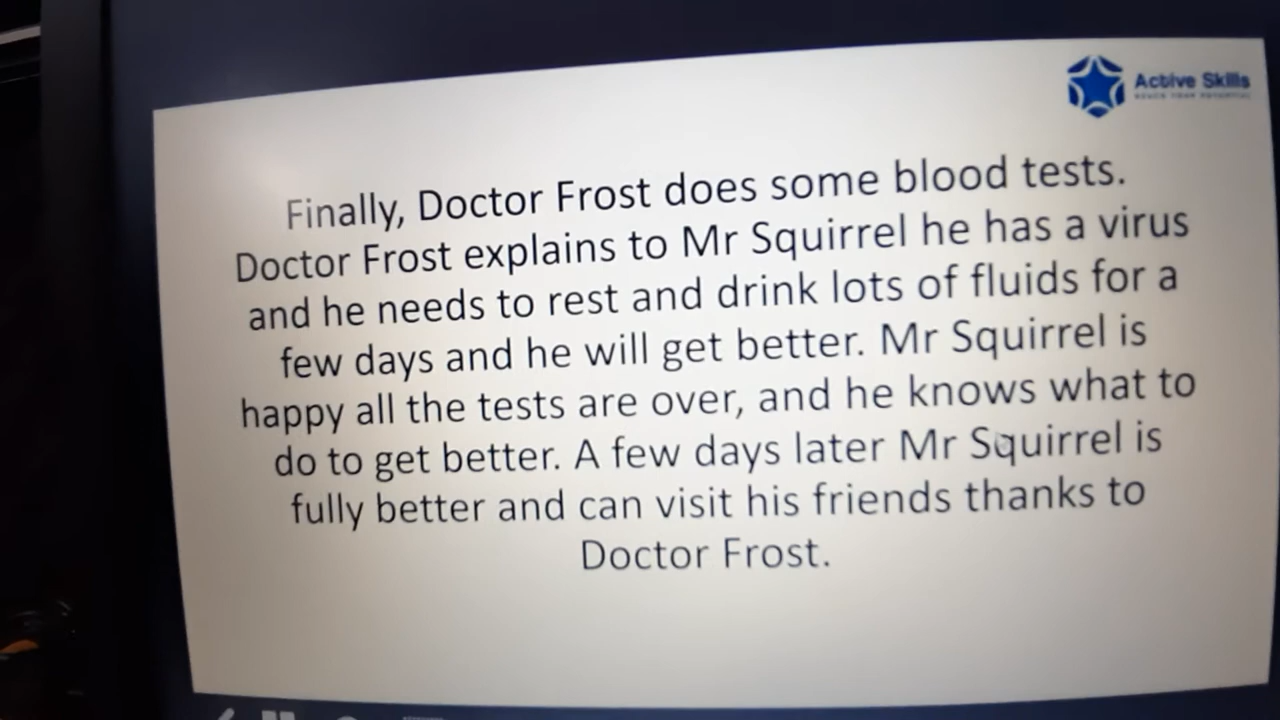 Active Skills
Finally, Doctor Frost does some blood tests.
Doctor Frost explains to Mr Squirrel he has a virus
and he needs to rest and drink lots of fluids for a
few days and he will get better. Mr Squirrel is
happy all the tests are over, and he knows what to
do to get better. A few days later Mr Squirrel is
fully better and can visit his friends thanks to
Doctor Frost.